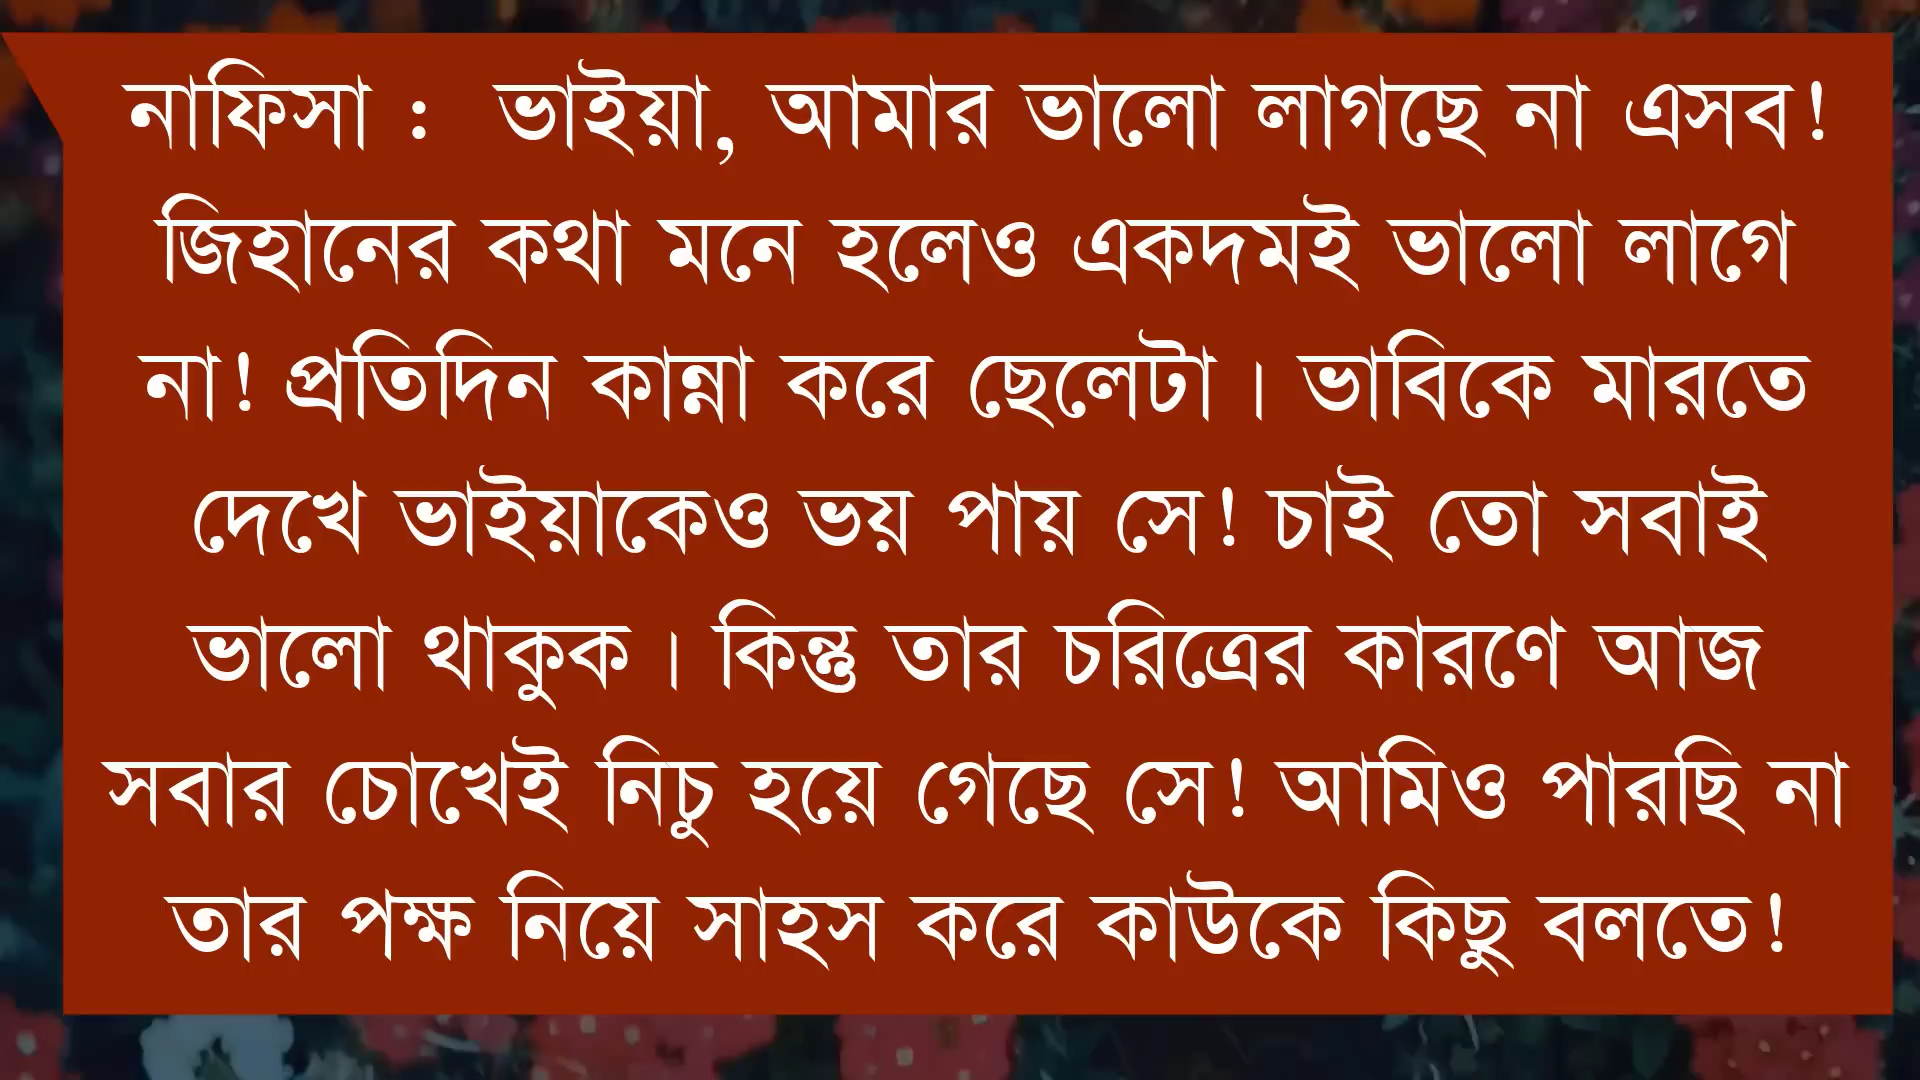 নাফিসা :  ভাইয়া, আমার ভালো লাগছে না এসব!
জিহানের কথা মনে হলেও একদমই ভালো লাগে
না! প্রতিদিন কান্না করে ছেলেটা। ভাবিকে মারতে
দেখে ভাইয়াকেও ভয় পায় সে! চাই তো সবাই
ভালো থাকুক। কিন্তু তার চরিত্রের কারণে আজ
সবার চোখেই নিচু হয়ে গেছে সে! আমিও পারছি না
তার পক্ষ নিয়ে সাহস করে কাউকে কিছু বলতে!